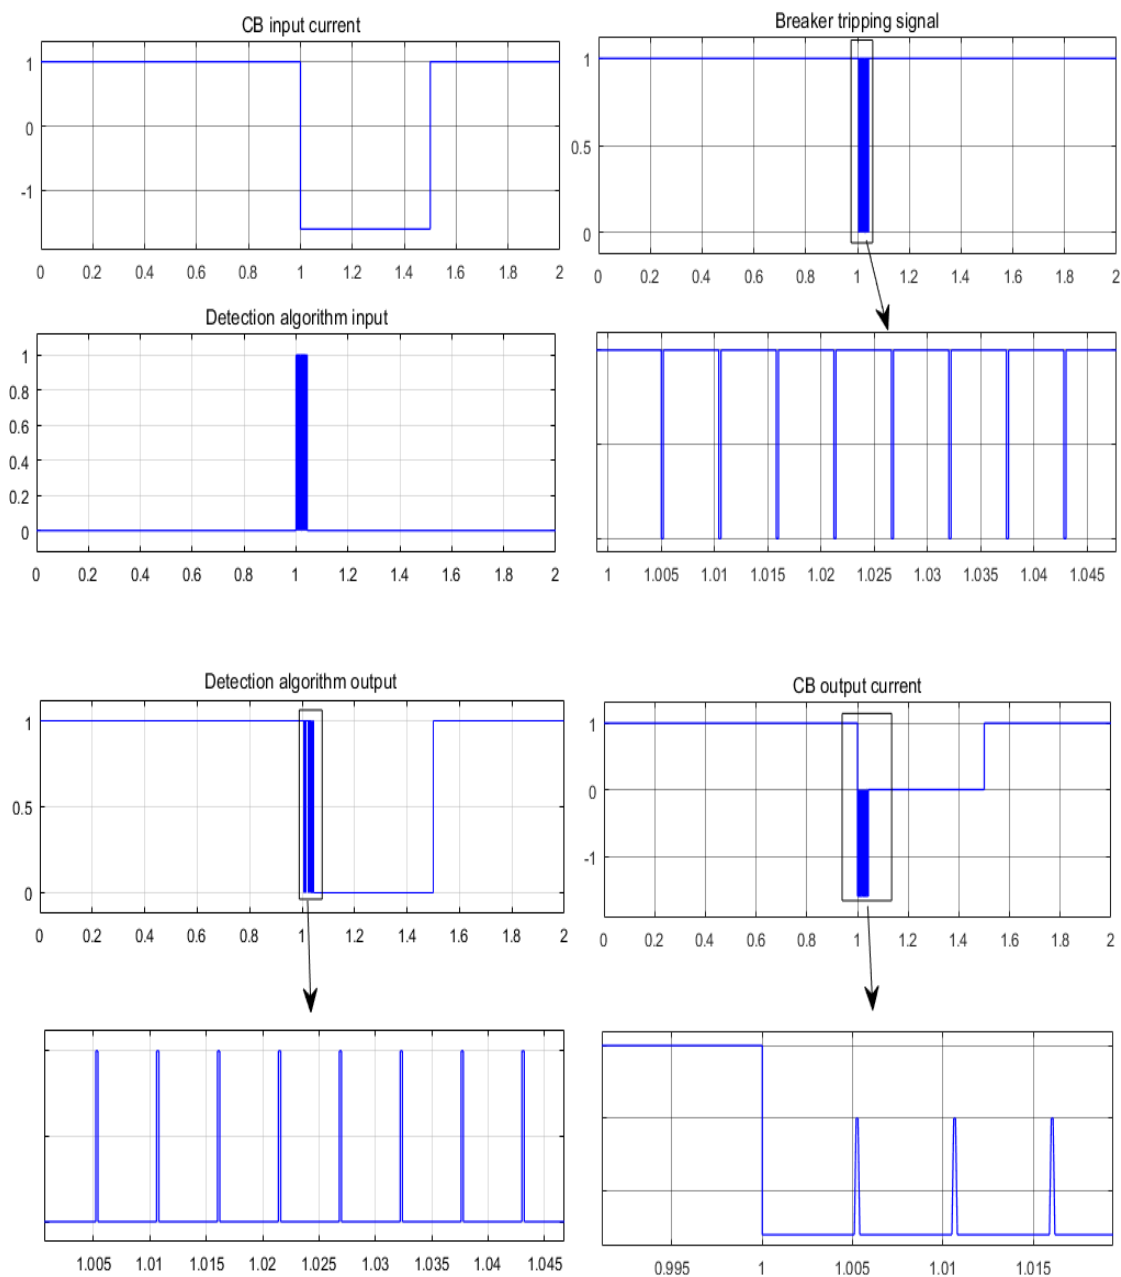 CB input current
1
0
-1
0 0.2 0.4 0.6 0.8 1 1.2 1.4 1.6 1.8 2
Breaker tripping signal
1
0.5
0
0 0.2 0.4 0.6 0.8 1 1.2 1.4 1.6 1.8 2
Detection algorithm input
1
0.8
0.6
0.4
0.2
0
0 0.2 0.4 0.6 0.8 1 1.2 1.4 1.6 1.8 2
1 1.005 1.01 1.015 1.02 1.025 1.03 1.035 1.04 1.045
Detection algorithm output
1
0.5
0
0 0.2 0.4 0.6 0.8 1 1.2 1.4 1.6 1.8 2
CB output current
1
0
-1
0 0.2 0.4 0.6 0.8 1 1.2 1.4 1.6 1.8 2
1.005 1.01 1.015 1.02 1.025 1.03 1.035 1.04 1.045
0.995 1 1.005 1.01 1.015